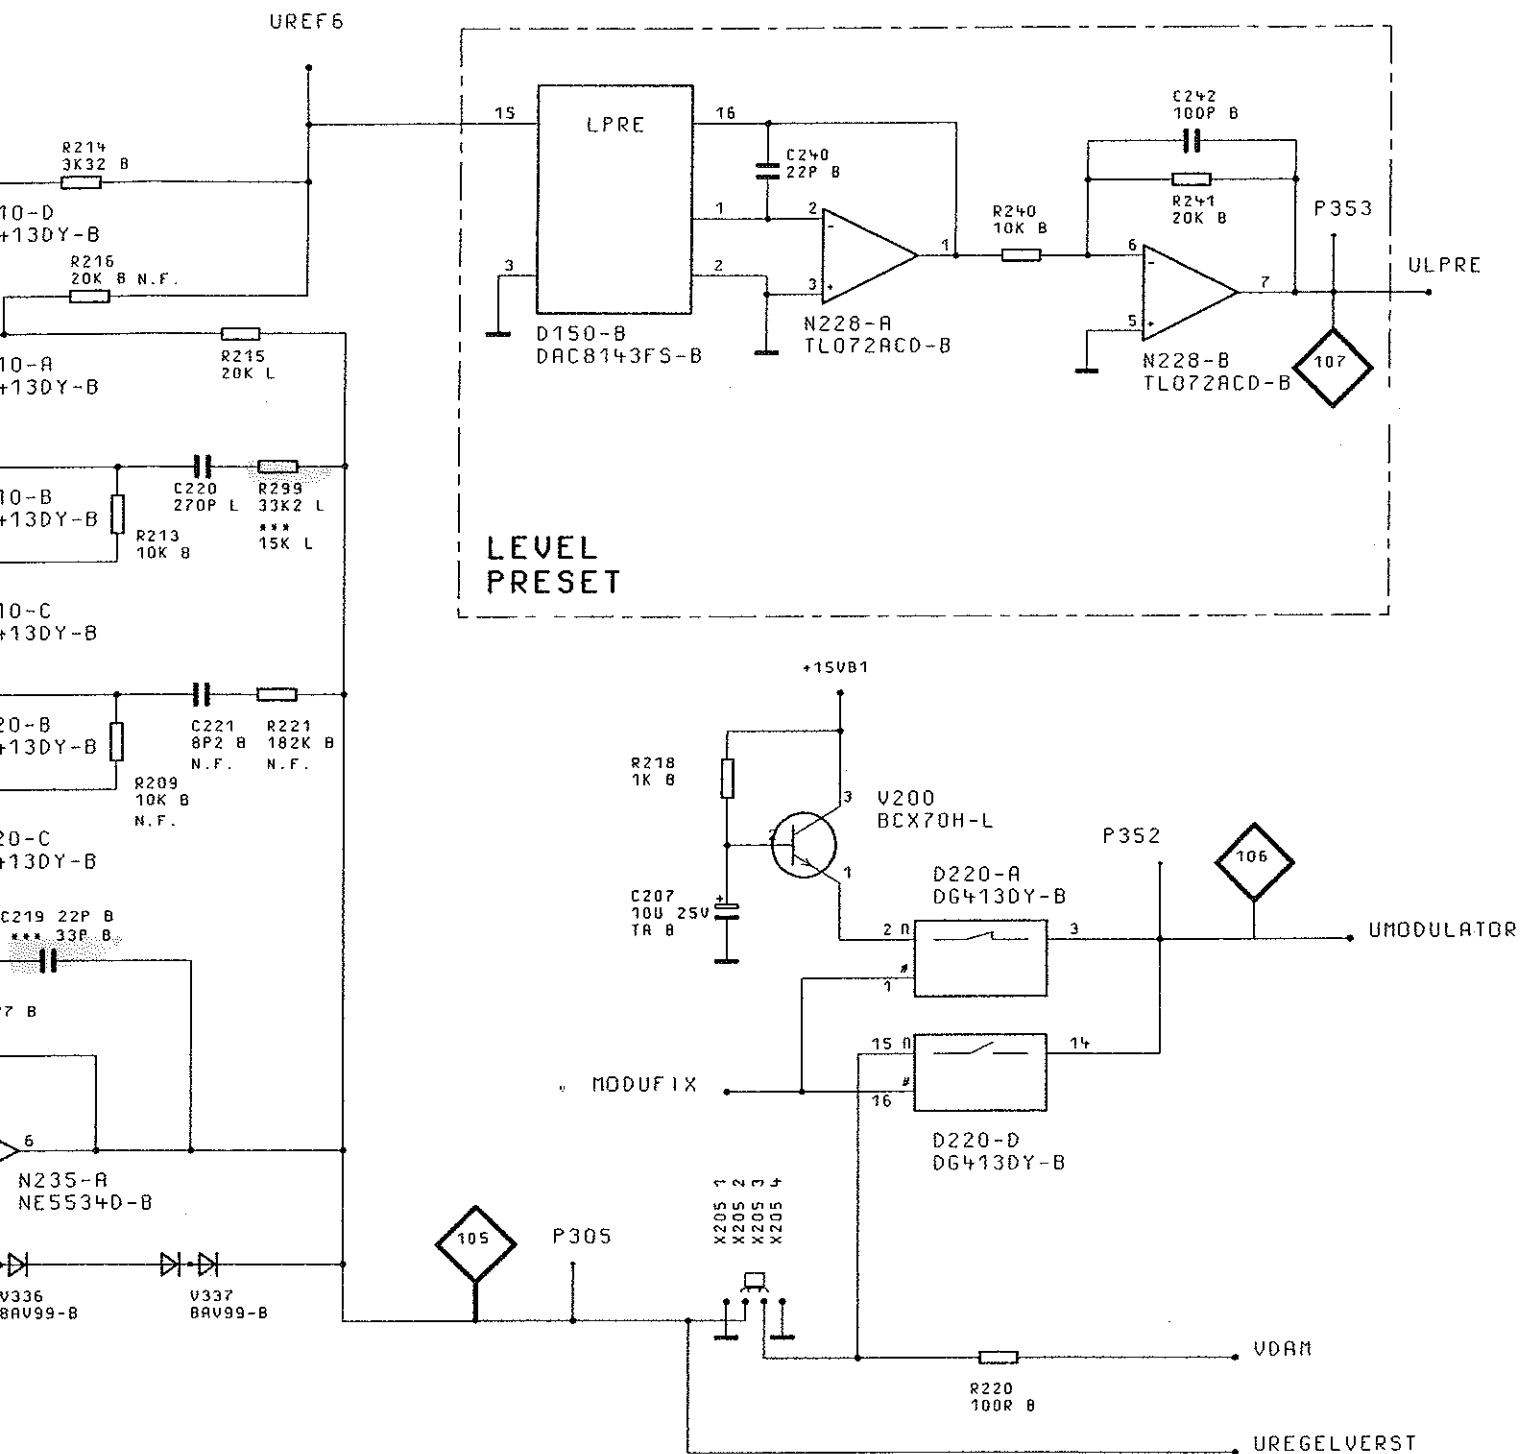 UREF6
15
LPRE
16
C240
22P B
1
2
-
3
2
3
+
1
D150-B
DAC8143FS-B
N228-A
TL072ACD-B
R240
10K B
C242
100P B
R241
20K B
6
-
5
+
7
N228-B
TL072ACD-B
P353
107
ULPRE
LEVEL
PRESET
R214
3K32 B
10-D
+13DY-B
R216
20K B N.F.
R215
20K L
10-A
+13DY-B
C220
270P L
R299
33K2 L
***
15K L
10-B
+13DY-B
R213
10K B
10-C
+13DY-B
C221
8P2 B
N.F.
R221
182K B
N.F.
20-B
+13DY-B
R209
10K B
N.F.
20-C
+13DY-B
C219 22P B
*** 33P B
7 B
6
N235-A
NE5534D-B
V336
BAV99-B
V337
BAV99-B
+15VB1
R218
1K B
3
2
1
V200
BCX70H-L
C207
10U 25V
TA B
+
D220-A
DG413DY-B
2
3
#
1
P352
106
UMODULATOR
15
14
#
16
MODUFIX
D220-D
DG413DY-B
X205 1
X205 2
X205 3
X205 4
105
P305
VDAM
R220
100R B
UREGELVERST